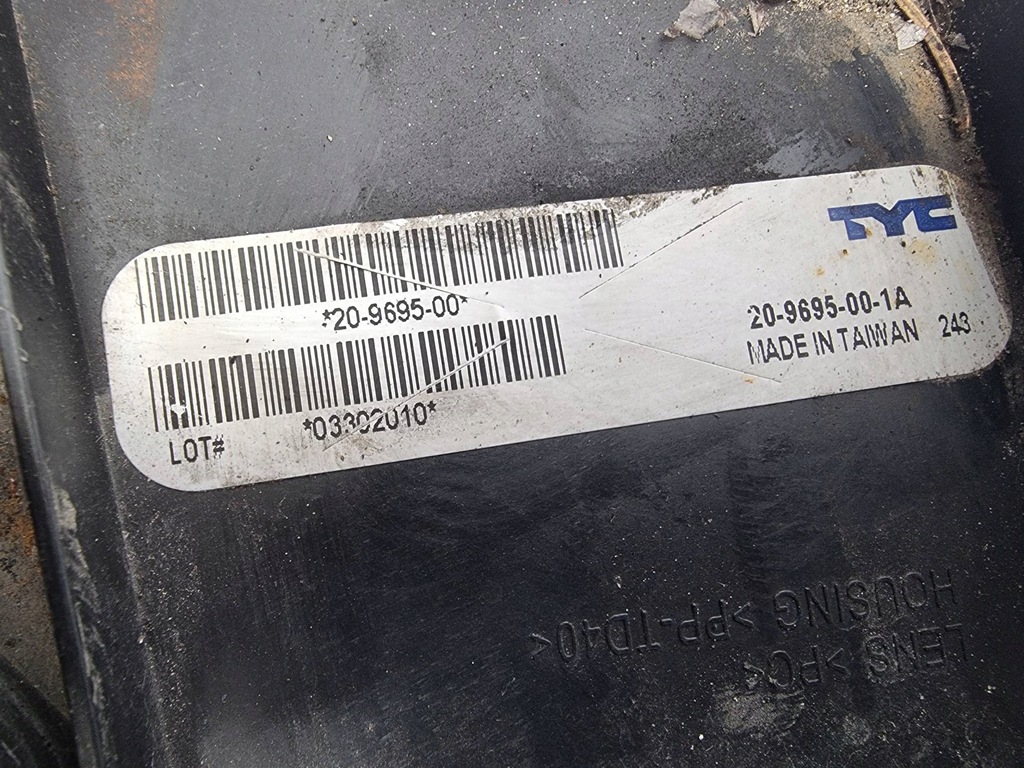 TYC
*20-9695-00*
20-9695-00-1A
MADE IN TAIWAN 243
*03302010*
LOT#
LENS >PC<
HOUSING >PP-TD40<